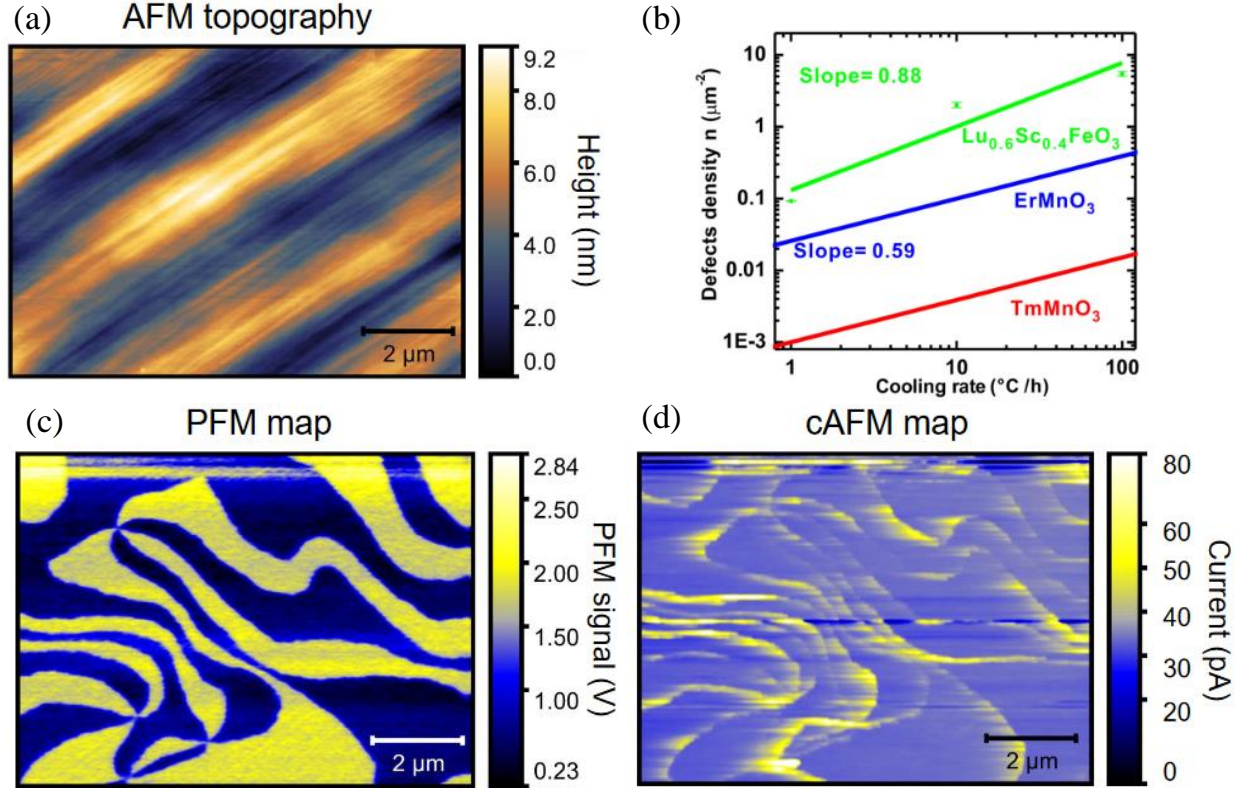 (a)
AFM topography
9.2
8.0
6.0
4.0
2.0
0.0
Height (nm)
2 μm
(b)
Defects density n (μm⁻²)
10
1
0.1
0.01
1E-3
Slope= 0.88
Lu₀.₆Sc₀.₄FeO₃
ErMnO₃
Slope= 0.59
TmMnO₃
1
10
100
Cooling rate (°C /h)
(c)
PFM map
2.84
2.50
2.00
1.50
1.00
0.23
PFM signal (V)
2 μm
(d)
cAFM map
80
60
50
40
30
20
0
Current (pA)
2 μm